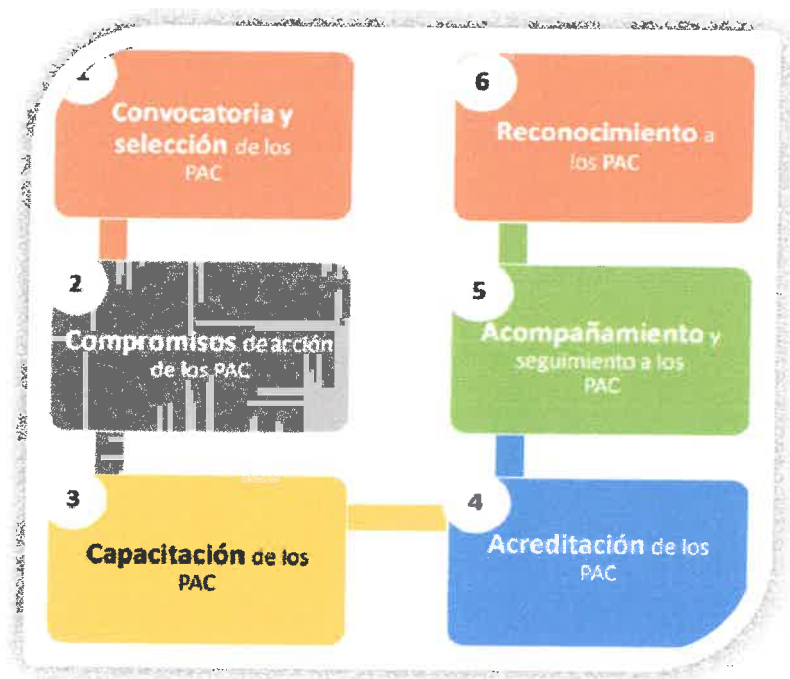 1
Convocatoria y
selección de los
PAC
2
Compromisos de acción
de los PAC
3
Capacitación de los
PAC
4
Acreditación de los
PAC
5
Acompañamiento y
seguimiento a los
PAC
6
Reconocimiento a
los PAC